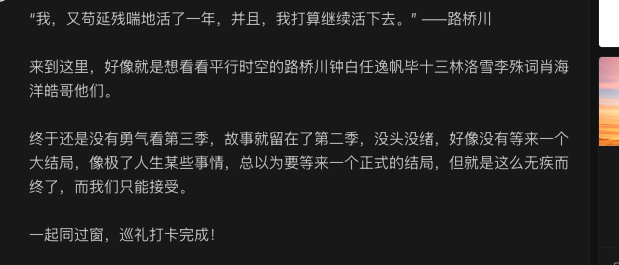 “我，又苟延残喘地活了一年，并且，我打算继续活下去。” ——路桥川
来到这里，好像就是想看看平行时空的路桥川钟白任逸帆毕十三林洛雪李殊词肖海
洋皓哥他们。
终于还是没有勇气看第三季，故事就留在了第二季，没头没绪，好像没有等来一个
大结局，像极了人生某些事情，总以为要等来一个正式的结局，但就是这么无疾而
终了，而我们只能接受。
一起同过窗，巡礼打卡完成！